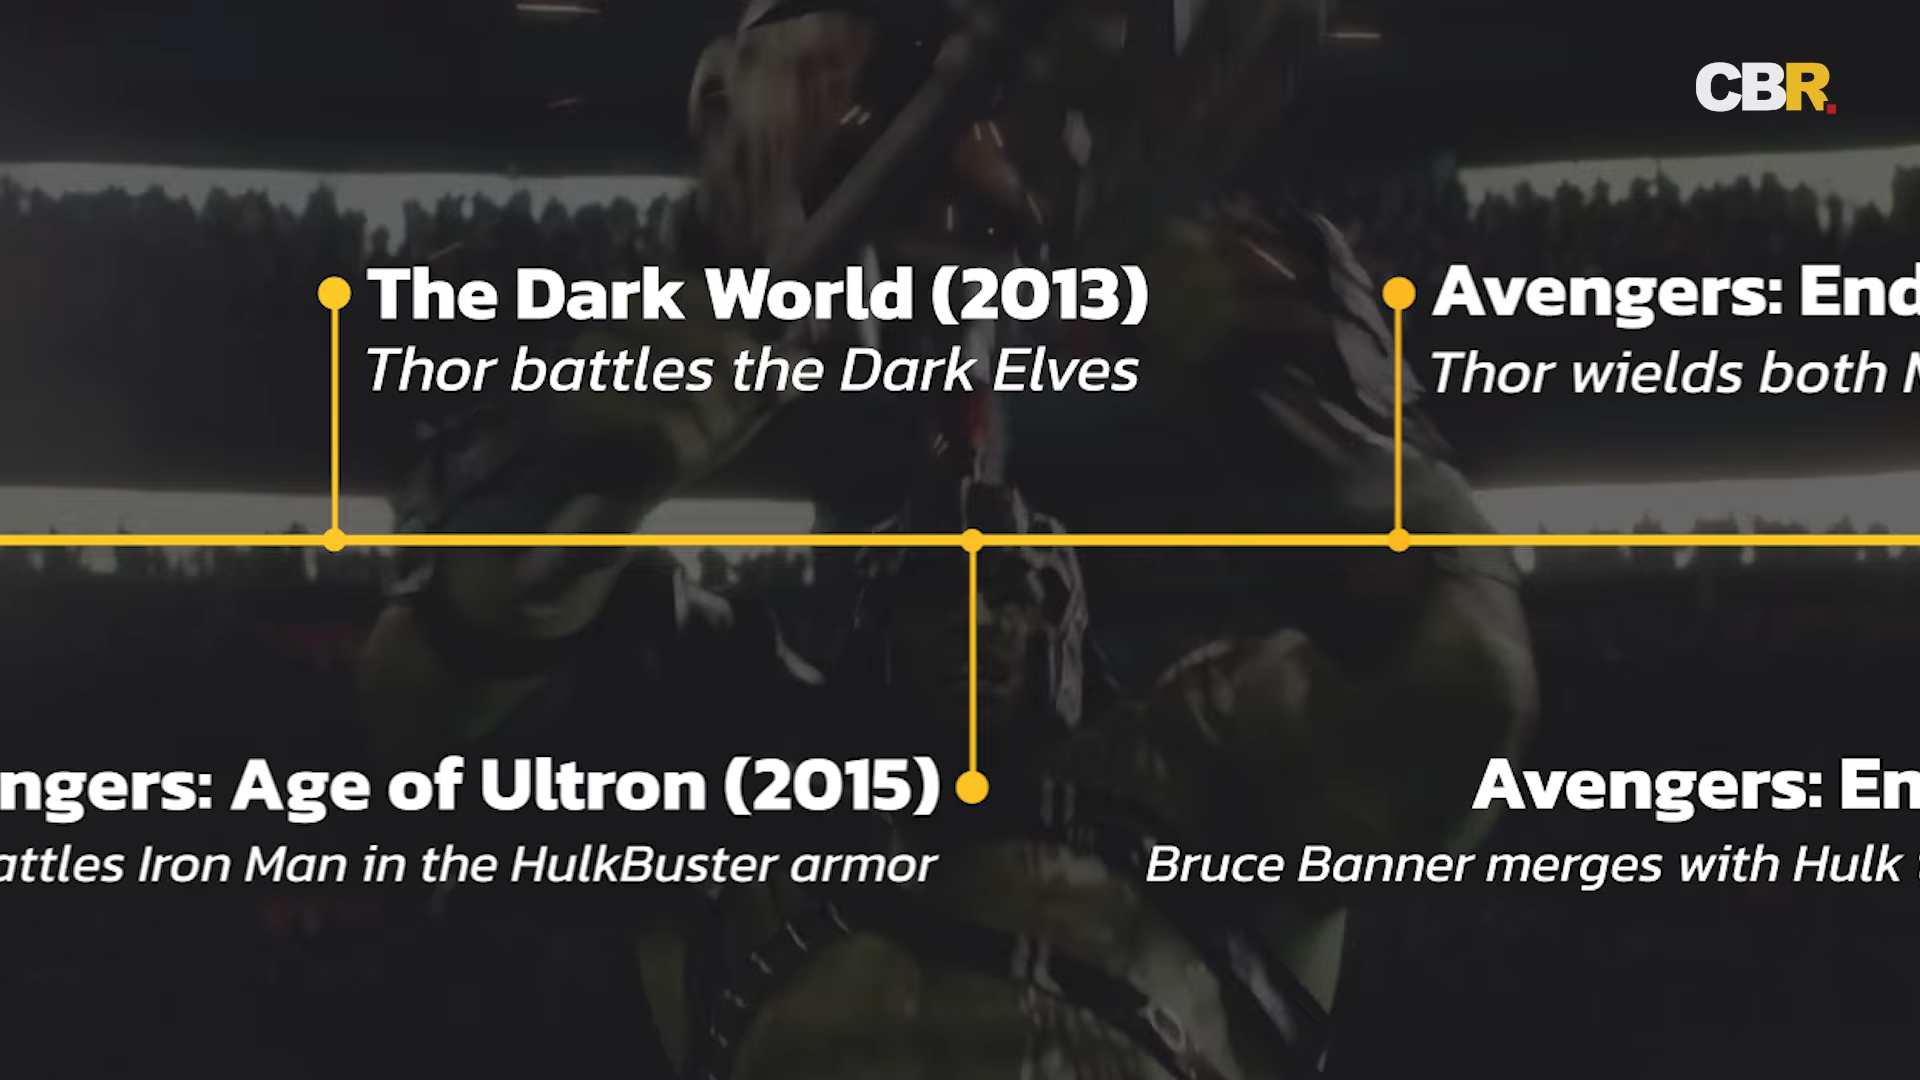 CBR.
The Dark World (2013)
Thor battles the Dark Elves
Avengers: End
Thor wields both
ngers: Age of Ultron (2015)
attles Iron Man in the HulkBuster armor
Avengers: En
Bruce Banner merges with Hulk